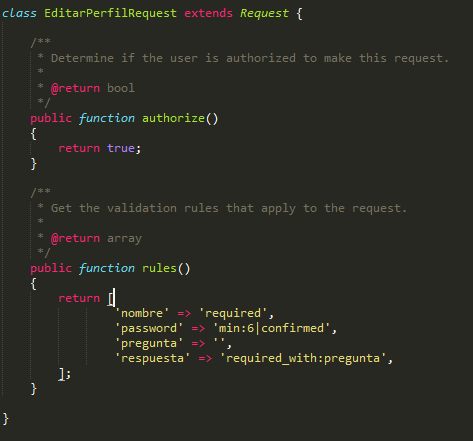 class EditarPerfilRequest extends Request {
/**
* Determine if the user is authorized to make this request.
*
* @return bool
*/
public function authorize()
{
return true;
}
/**
* Get the validation rules that apply to the request.
*
* @return array
*/
public function rules()
{
return [
'nombre' => 'required',
'password' => 'min:6|confirmed',
'pregunta' => '',
'respuesta' => 'required_with:pregunta',
];
}
}